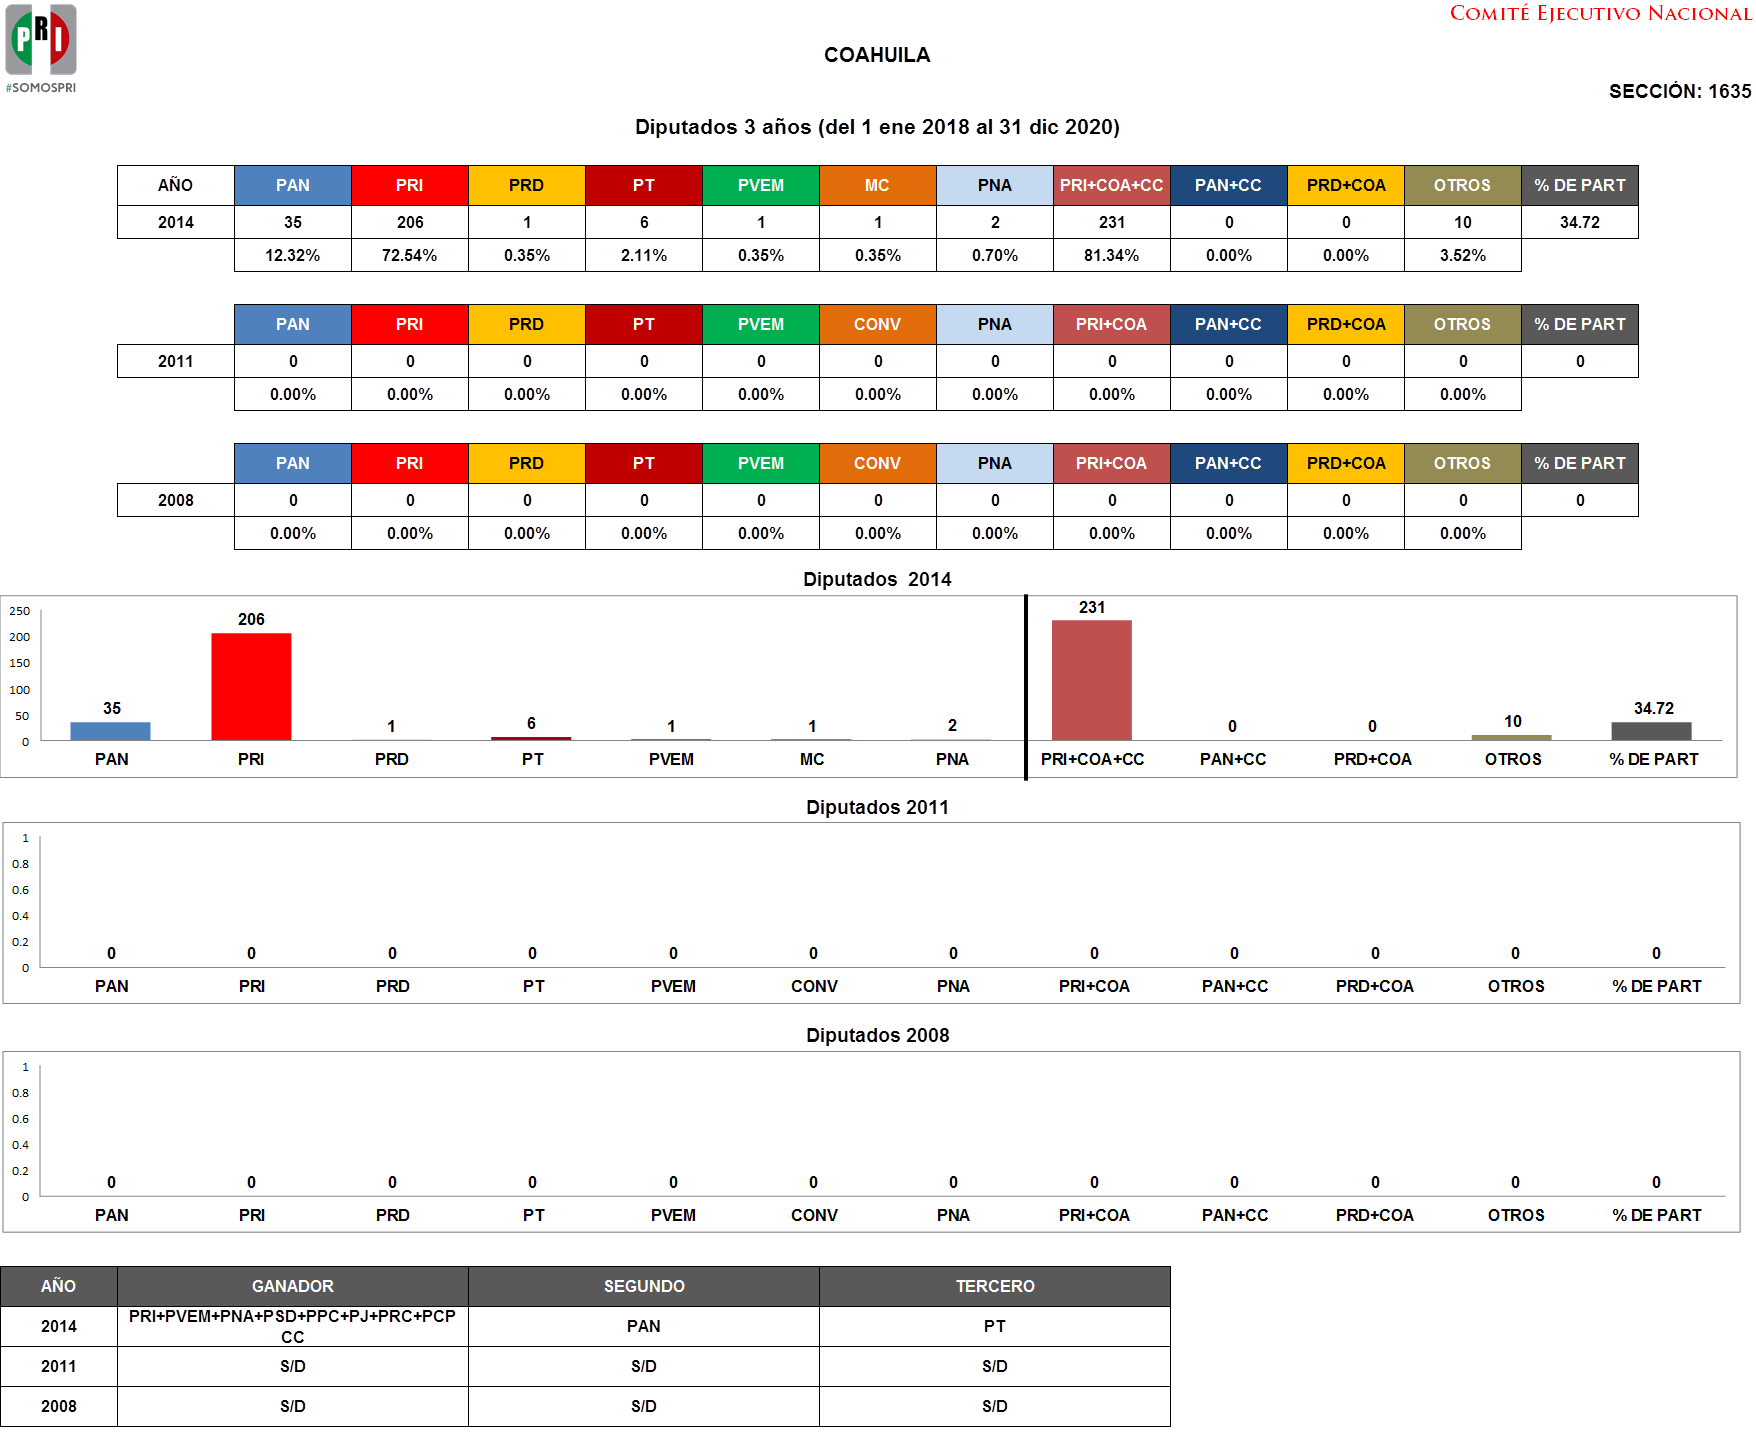 PRI
#SOMOSPRI
COMITÉ EJECUTIVO NACIONAL
COAHUILA
SECCIÓN: 1635
Diputados 3 años (del 1 ene 2018 al 31 dic 2020)
AÑO PAN PRI PRD PT PVEM MC PNA PRI+COA+CC PAN+CC PRD+COA OTROS % DE PART
2014 35 206 1 6 1 1 2 231 0 0 10 34.72
12.32% 72.54% 0.35% 2.11% 0.35% 0.35% 0.70% 81.34% 0.00% 0.00% 3.52%
PAN PRI PRD PT PVEM CONV PNA PRI+COA PAN+CC PRD+COA OTROS % DE PART
2011 0 0 0 0 0 0 0 0 0 0 0 0
0.00% 0.00% 0.00% 0.00% 0.00% 0.00% 0.00% 0.00% 0.00% 0.00% 0.00%
PAN PRI PRD PT PVEM CONV PNA PRI+COA PAN+CC PRD+COA OTROS % DE PART
2008 0 0 0 0 0 0 0 0 0 0 0 0
0.00% 0.00% 0.00% 0.00% 0.00% 0.00% 0.00% 0.00% 0.00% 0.00% 0.00%
Diputados 2014
250
200
150
100
50
0
35 206 1 6 1 1 2 231 0 0 10 34.72
PAN PRI PRD PT PVEM MC PNA PRI+COA+CC PAN+CC PRD+COA OTROS % DE PART
Diputados 2011
1
0.8
0.6
0.4
0.2
0
0 0 0 0 0 0 0 0 0 0 0 0
PAN PRI PRD PT PVEM CONV PNA PRI+COA PAN+CC PRD+COA OTROS % DE PART
Diputados 2008
1
0.8
0.6
0.4
0.2
0
0 0 0 0 0 0 0 0 0 0 0 0
PAN PRI PRD PT PVEM CONV PNA PRI+COA PAN+CC PRD+COA OTROS % DE PART
AÑO GANADOR SEGUNDO TERCERO
2014 PRI+PVEM+PNA+PSD+PPC+PJ+PRC+PCP CC PAN PT
2011 S/D S/D S/D
2008 S/D S/D S/D